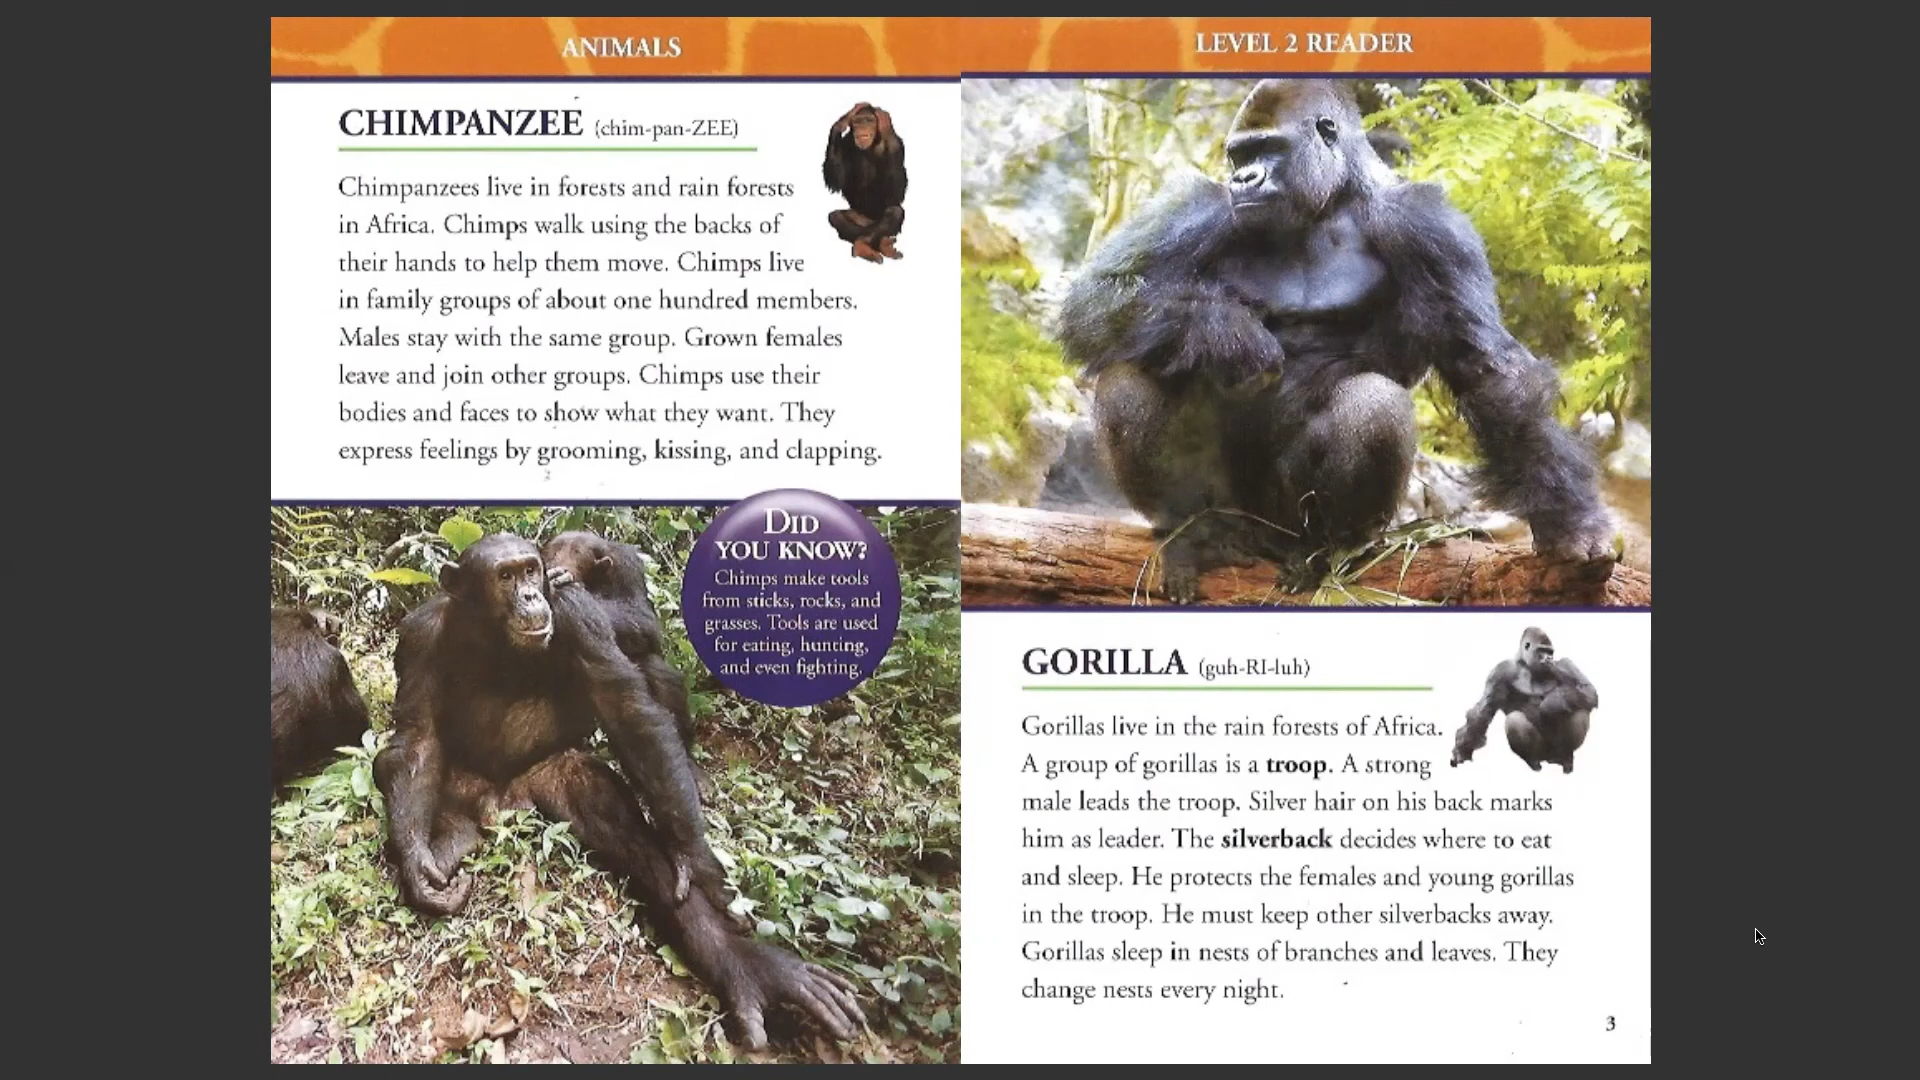 ANIMALS
CHIMPANZEE (chim-pan-ZEE)
Chimpanzees live in forests and rain forests
in Africa. Chimps walk using the backs of
their hands to help them move. Chimps live
in family groups of about one hundred members.
Males stay with the same group. Grown females
leave and join other groups. Chimps use their
bodies and faces to show what they want. They
express feelings by grooming, kissing, and clapping.
DID
YOU KNOW?
Chimps make tools
from sticks, rocks, and
grasses. Tools are used
for eating, hunting,
and even fighting.
LEVEL 2 READER
GORILLA (guh-RI-luh)
Gorillas live in the rain forests of Africa.
A group of gorillas is a troop. A strong
male leads the troop. Silver hair on his back marks
him as leader. The silverback decides where to eat
and sleep. He protects the females and young gorillas
in the troop. He must keep other silverbacks away.
Gorillas sleep in nests of branches and leaves. They
change nests every night.
3